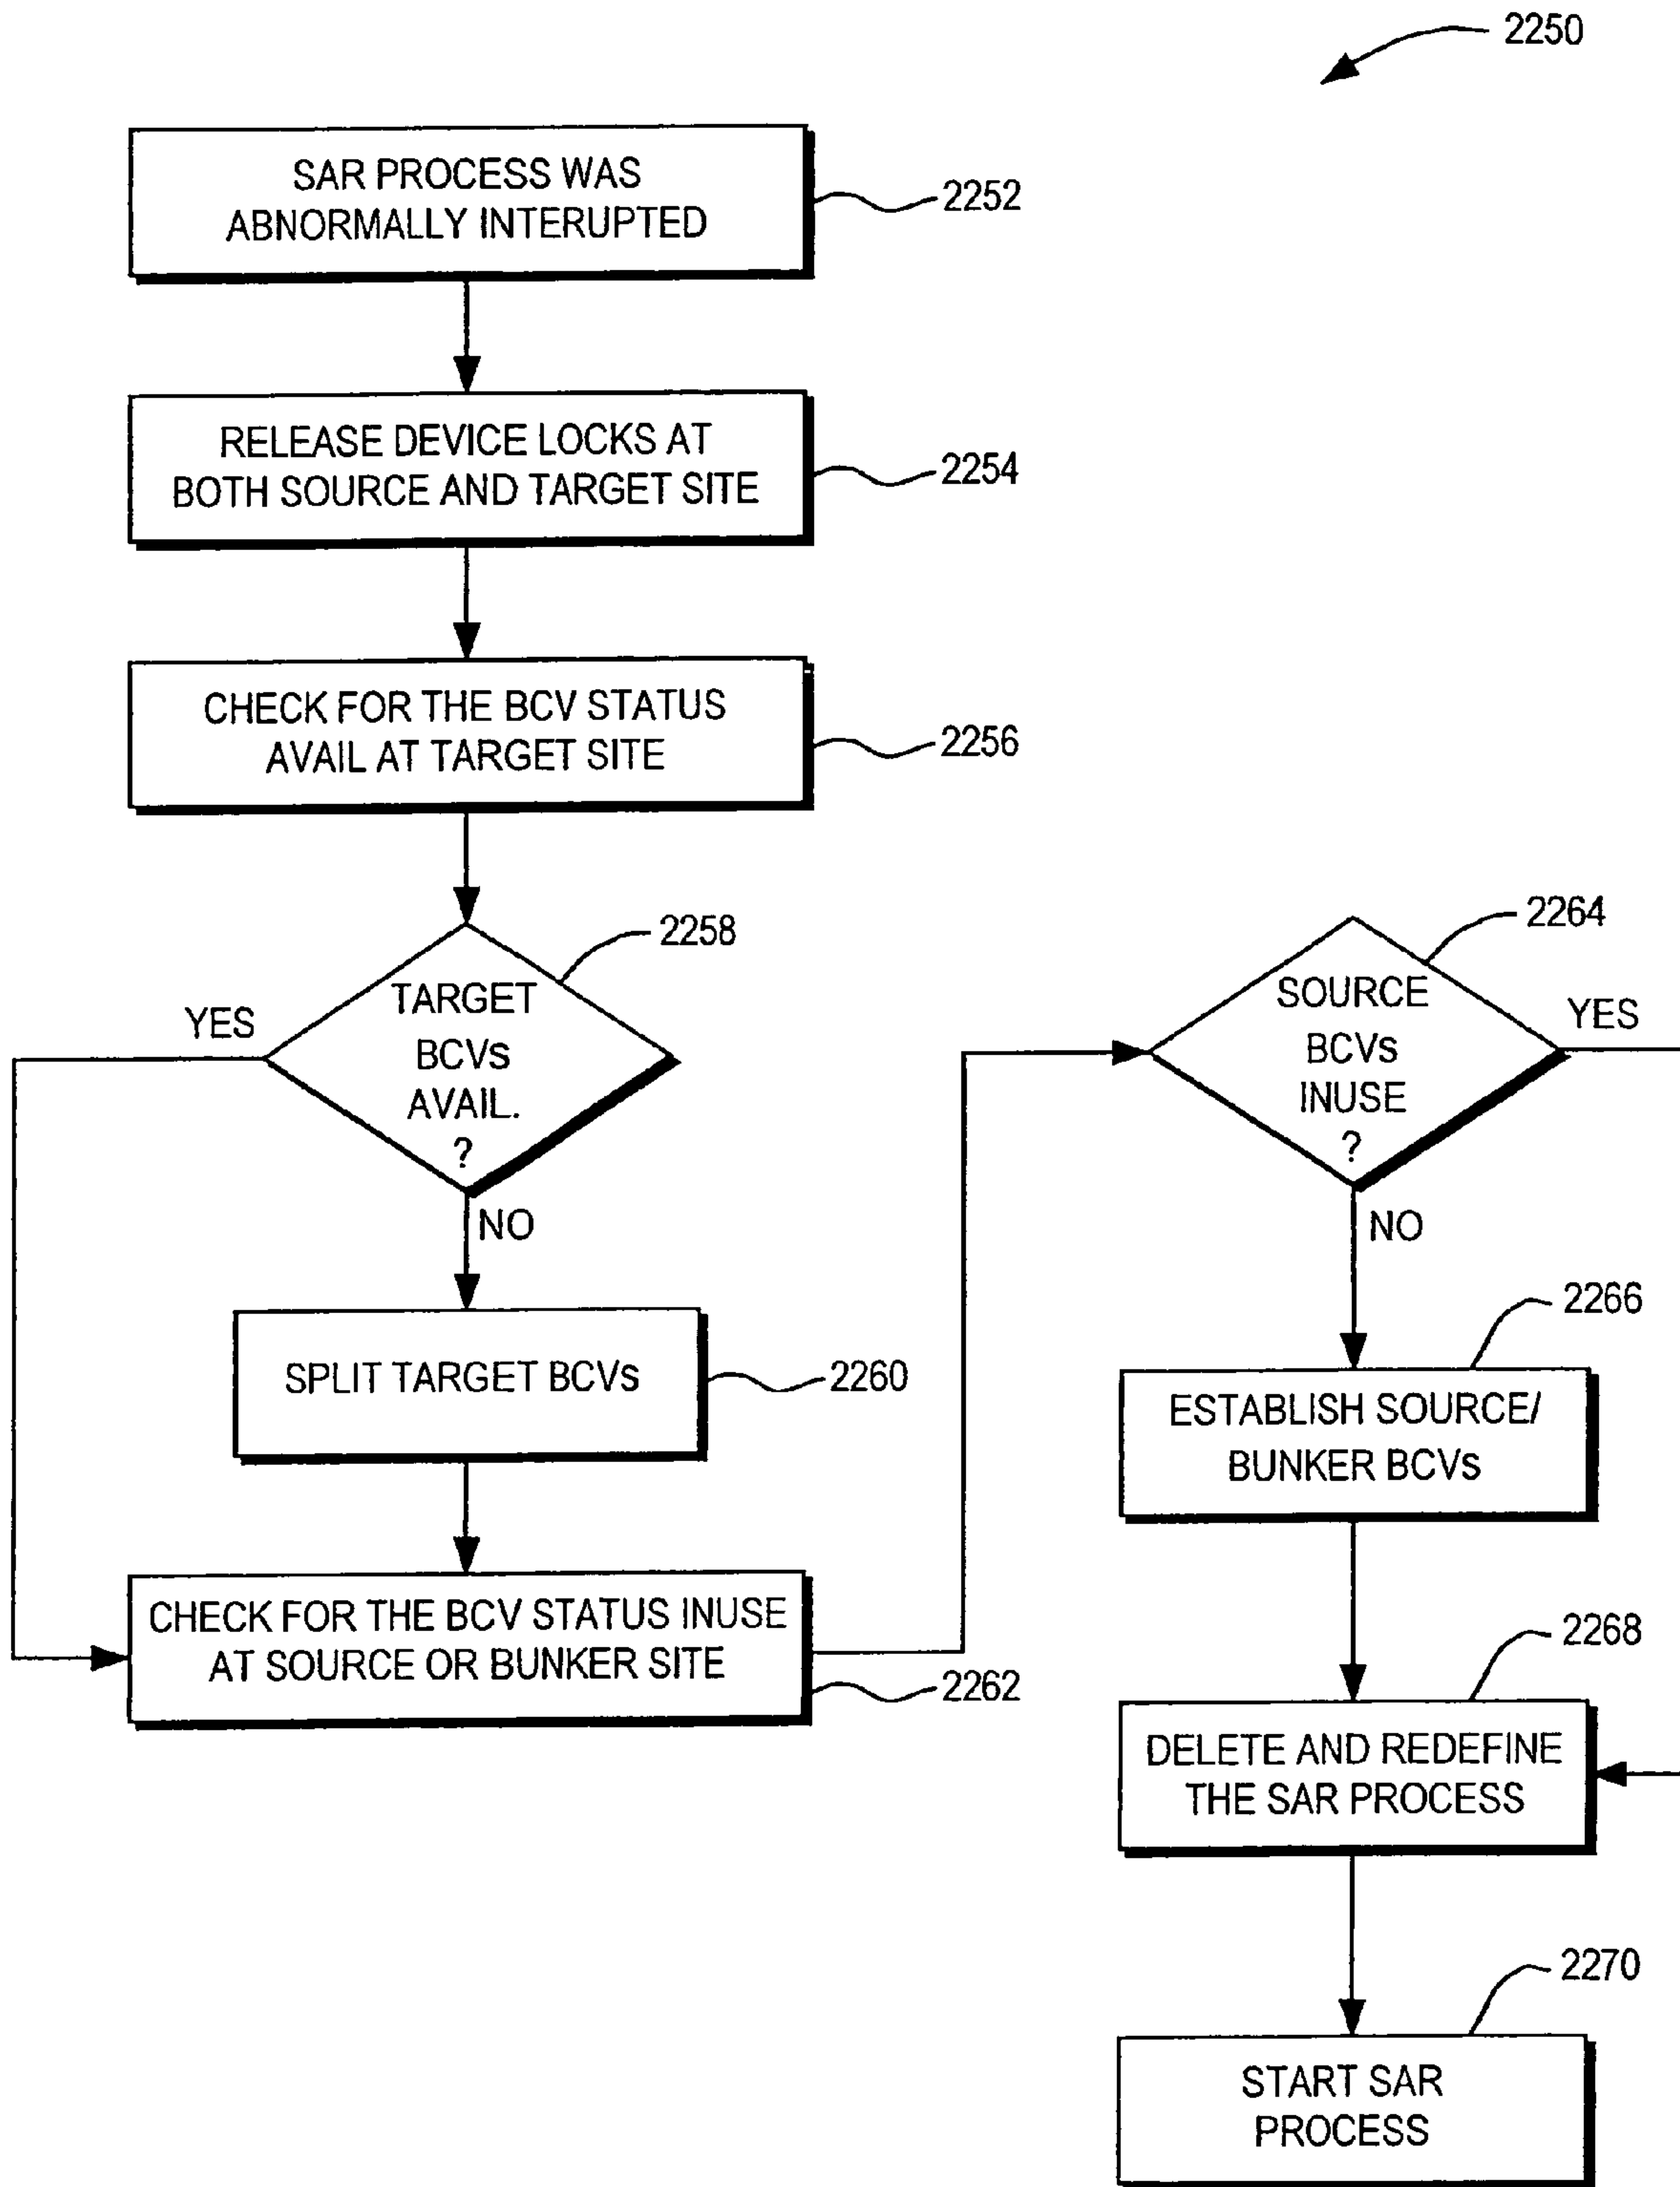 2250
SAR PROCESS WAS
ABNORMALLY INTERUPTED
2252
RELEASE DEVICE LOCKS AT
BOTH SOURCE AND TARGET SITE
2254
CHECK FOR THE BCV STATUS
AVAIL AT TARGET SITE
2256
2258
TARGET
BCVs
AVAIL.
?
YES
NO
SPLIT TARGET BCVs
2260
CHECK FOR THE BCV STATUS INUSE
AT SOURCE OR BUNKER SITE
2262
2264
SOURCE
BCVs
INUSE
?
YES
NO
2266
ESTABLISH SOURCE/
BUNKER BCVs
2268
DELETE AND REDEFINE
THE SAR PROCESS
2270
START SAR
PROCESS